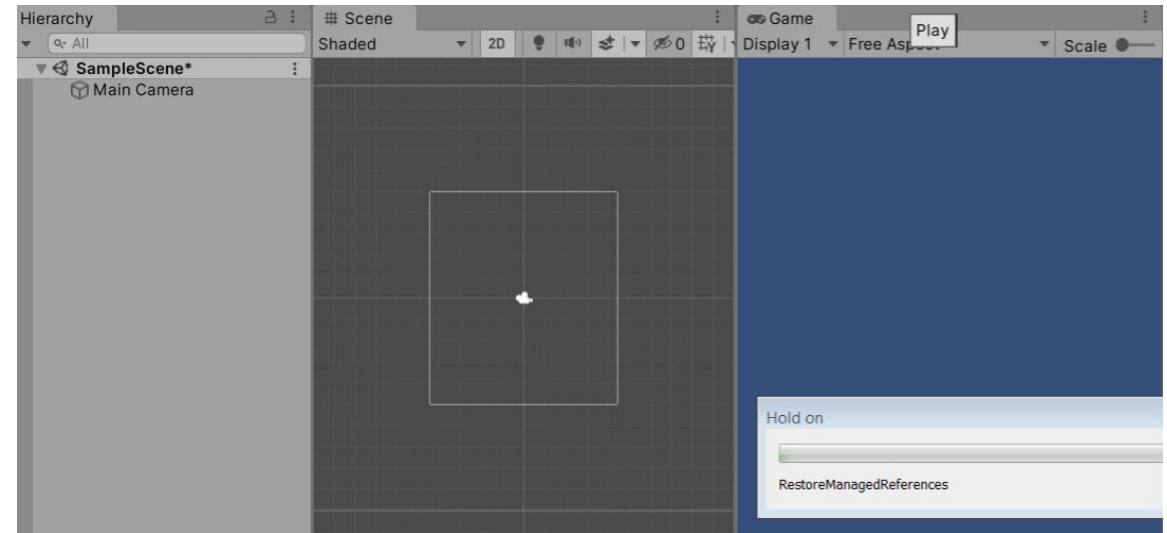 Hierarchy
All
SampleScene*
Main Camera
Scene
Shaded
2D
0
Game
Play
Display 1
Free Aspect
Scale
Hold on
RestoreManagedReferences